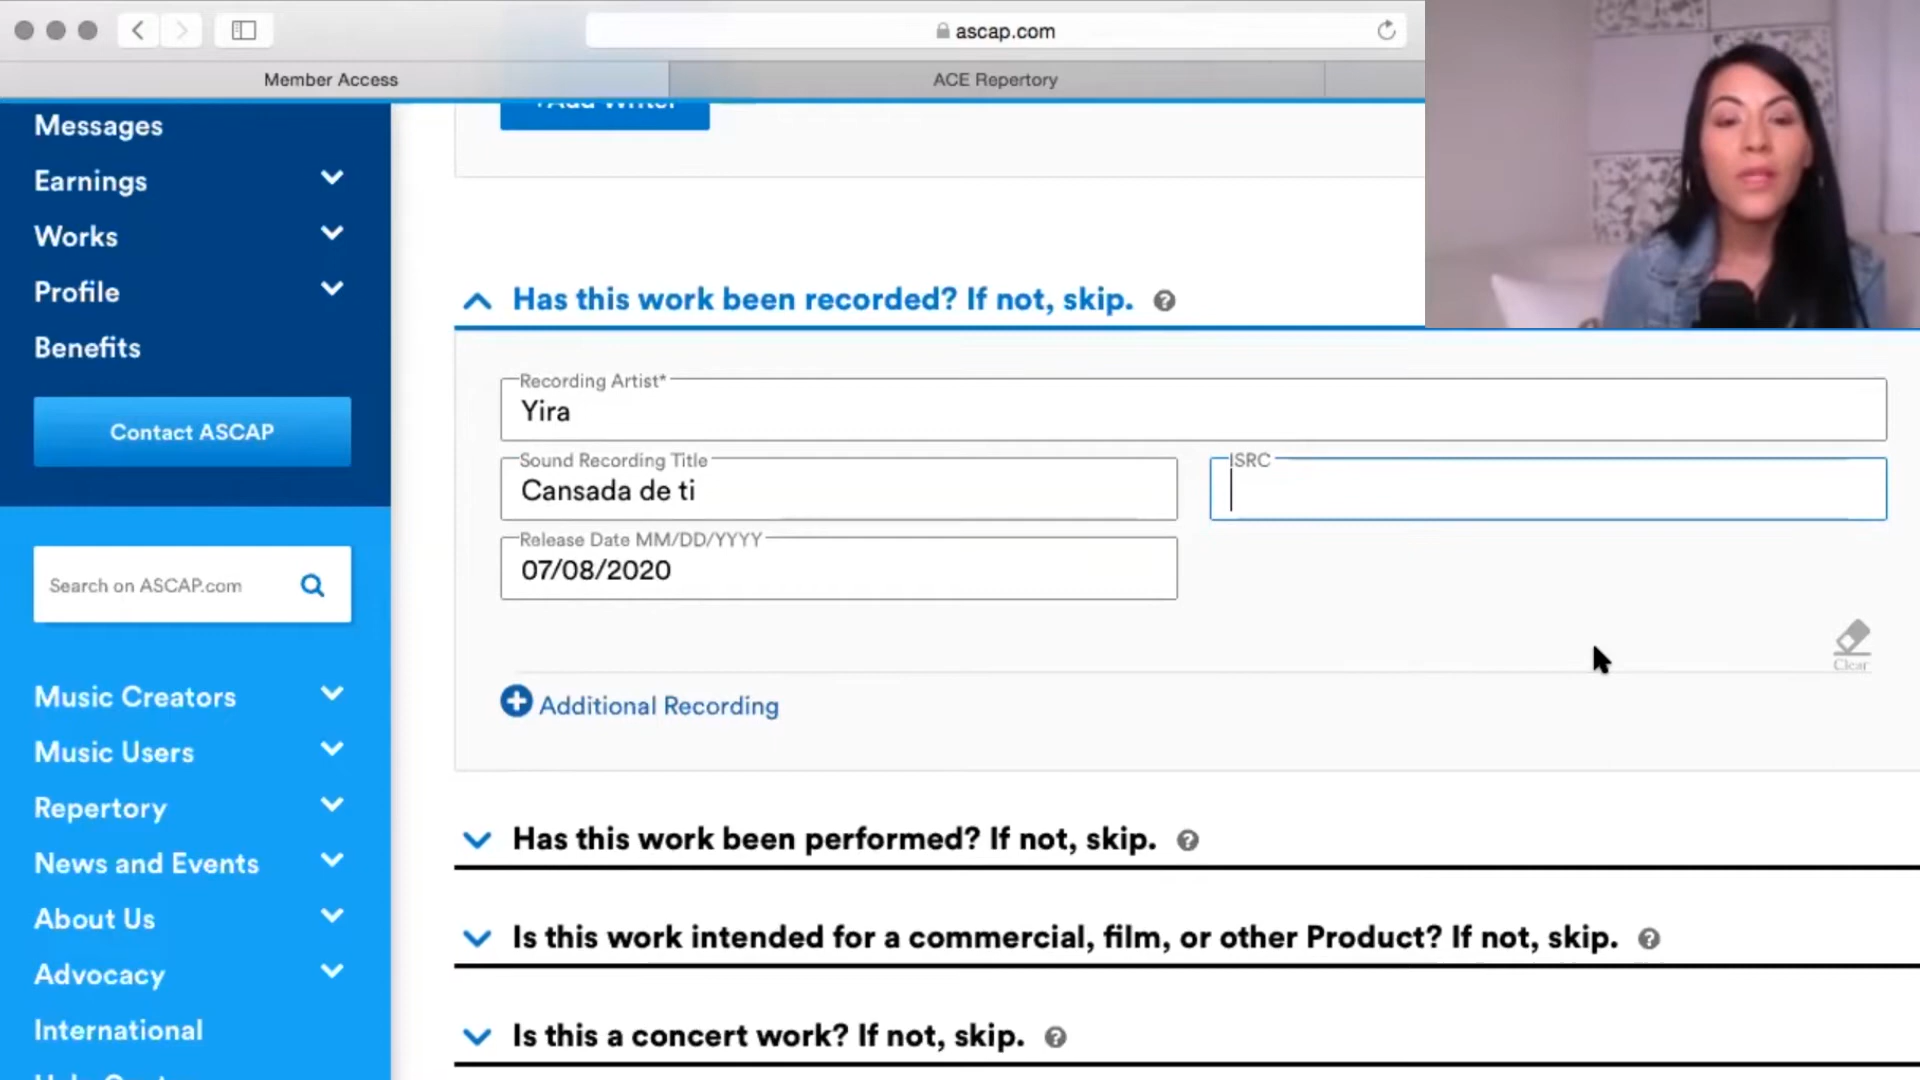 ascap.com
Member Access
ACE Repertory
Messages
Earnings
Works
Profile
Benefits
Contact ASCAP
Search on ASCAP.com
Music Creators
Music Users
Repertory
News and Events
About Us
Advocacy
International
+Add Writer
Has this work been recorded? If not, skip.
Recording Artist*
Yira
Sound Recording Title
Cansada de ti
ISRC
Release Date MM/DD/YYYY
07/08/2020
Clear
Additional Recording
Has this work been performed? If not, skip.
Is this work intended for a commercial, film, or other Product? If not, skip.
Is this a concert work? If not, skip.